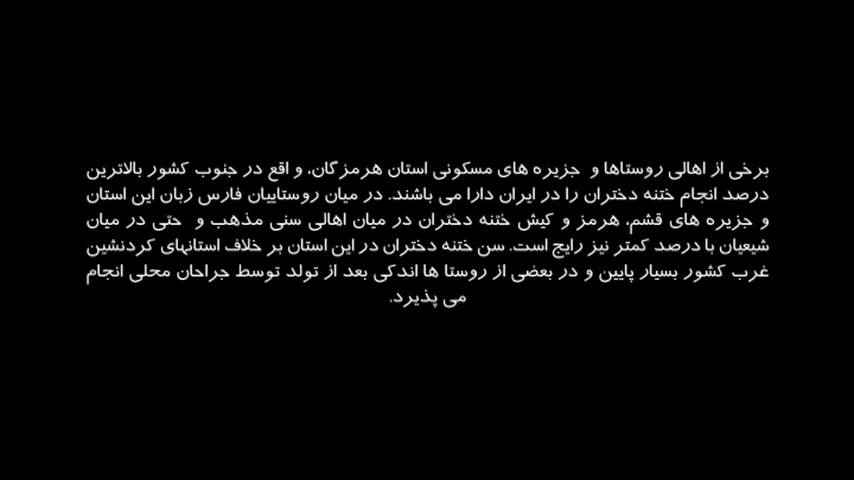 برخی از اهالی روستاها و جزیره های مسکونی استان هرمزگان، و اقع در جنوب کشور بالاترین
درصد انجام ختنه دختران را در ایران دارا می باشند. در میان روستاییان فارس زبان این استان
و جزیره های قشم، هرمز و کیش ختنه دختران در میان اهالی سنی مذهب و حتی در میان
شیعیان با درصد کمتر نیز رایج است. سن ختنه دختران در این استان بر خلاف استانهای کردنشین
غرب کشور بسیار پایین و در بعضی از روستا ها اندکی بعد از تولد توسط جراحان محلی انجام
می پذیرد.